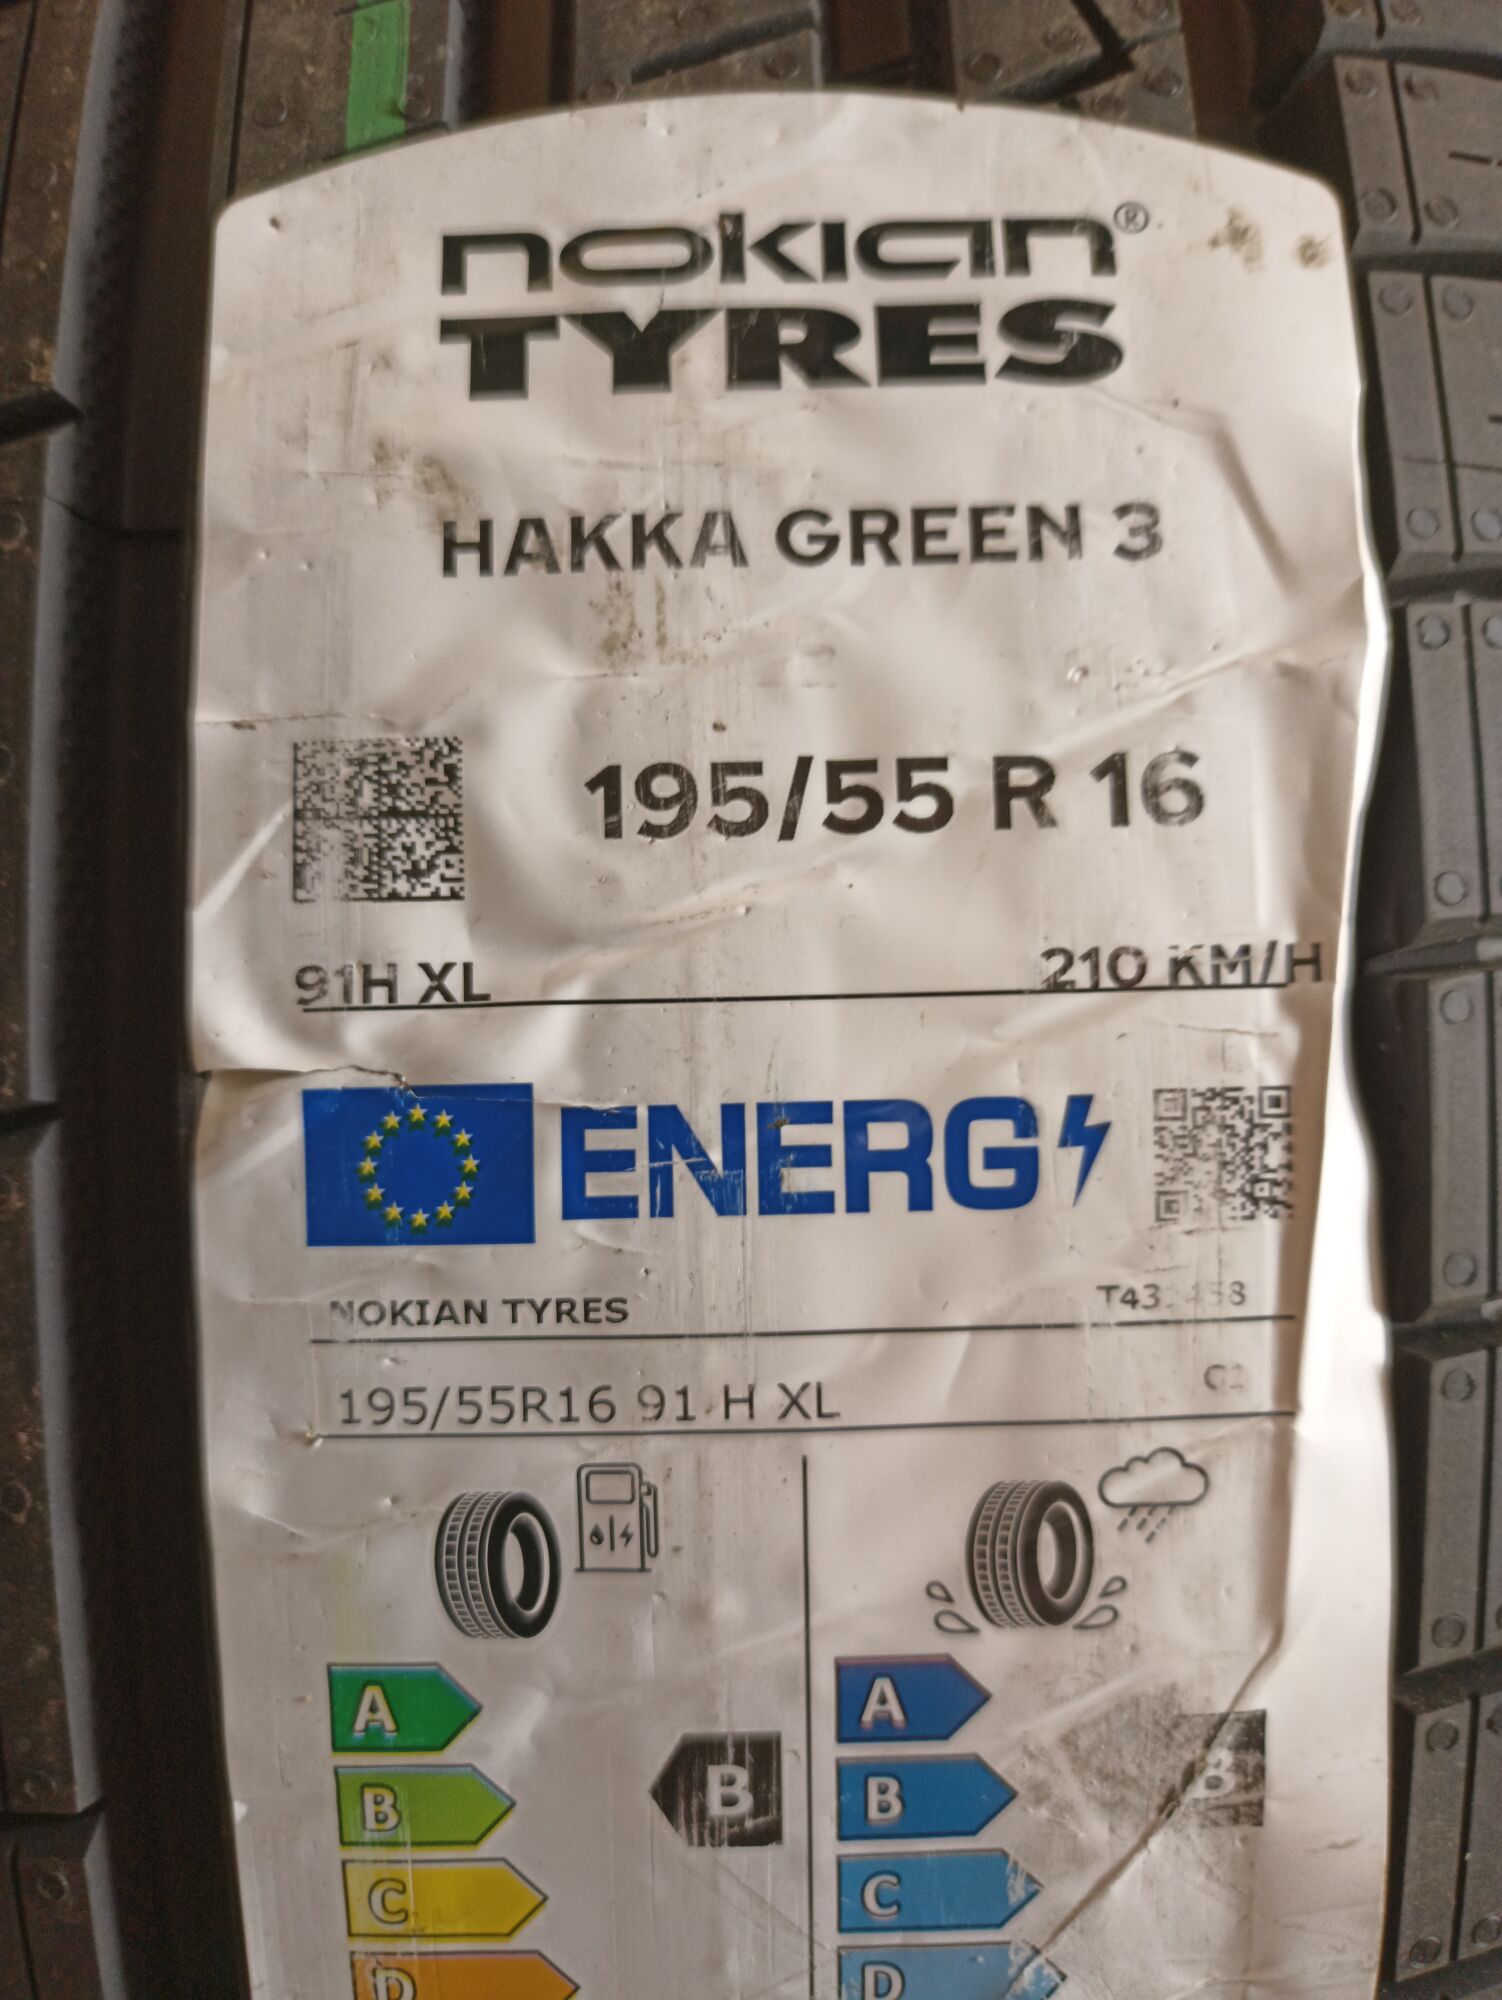 nokian®
TYRES
HAKKA GREEN 3
195/55 R 16
91H XL
210 KM/H
ENERG
NOKIAN TYRES
195/55R16 91 H XL
A
B
C
D
B
A
B
C
D
B